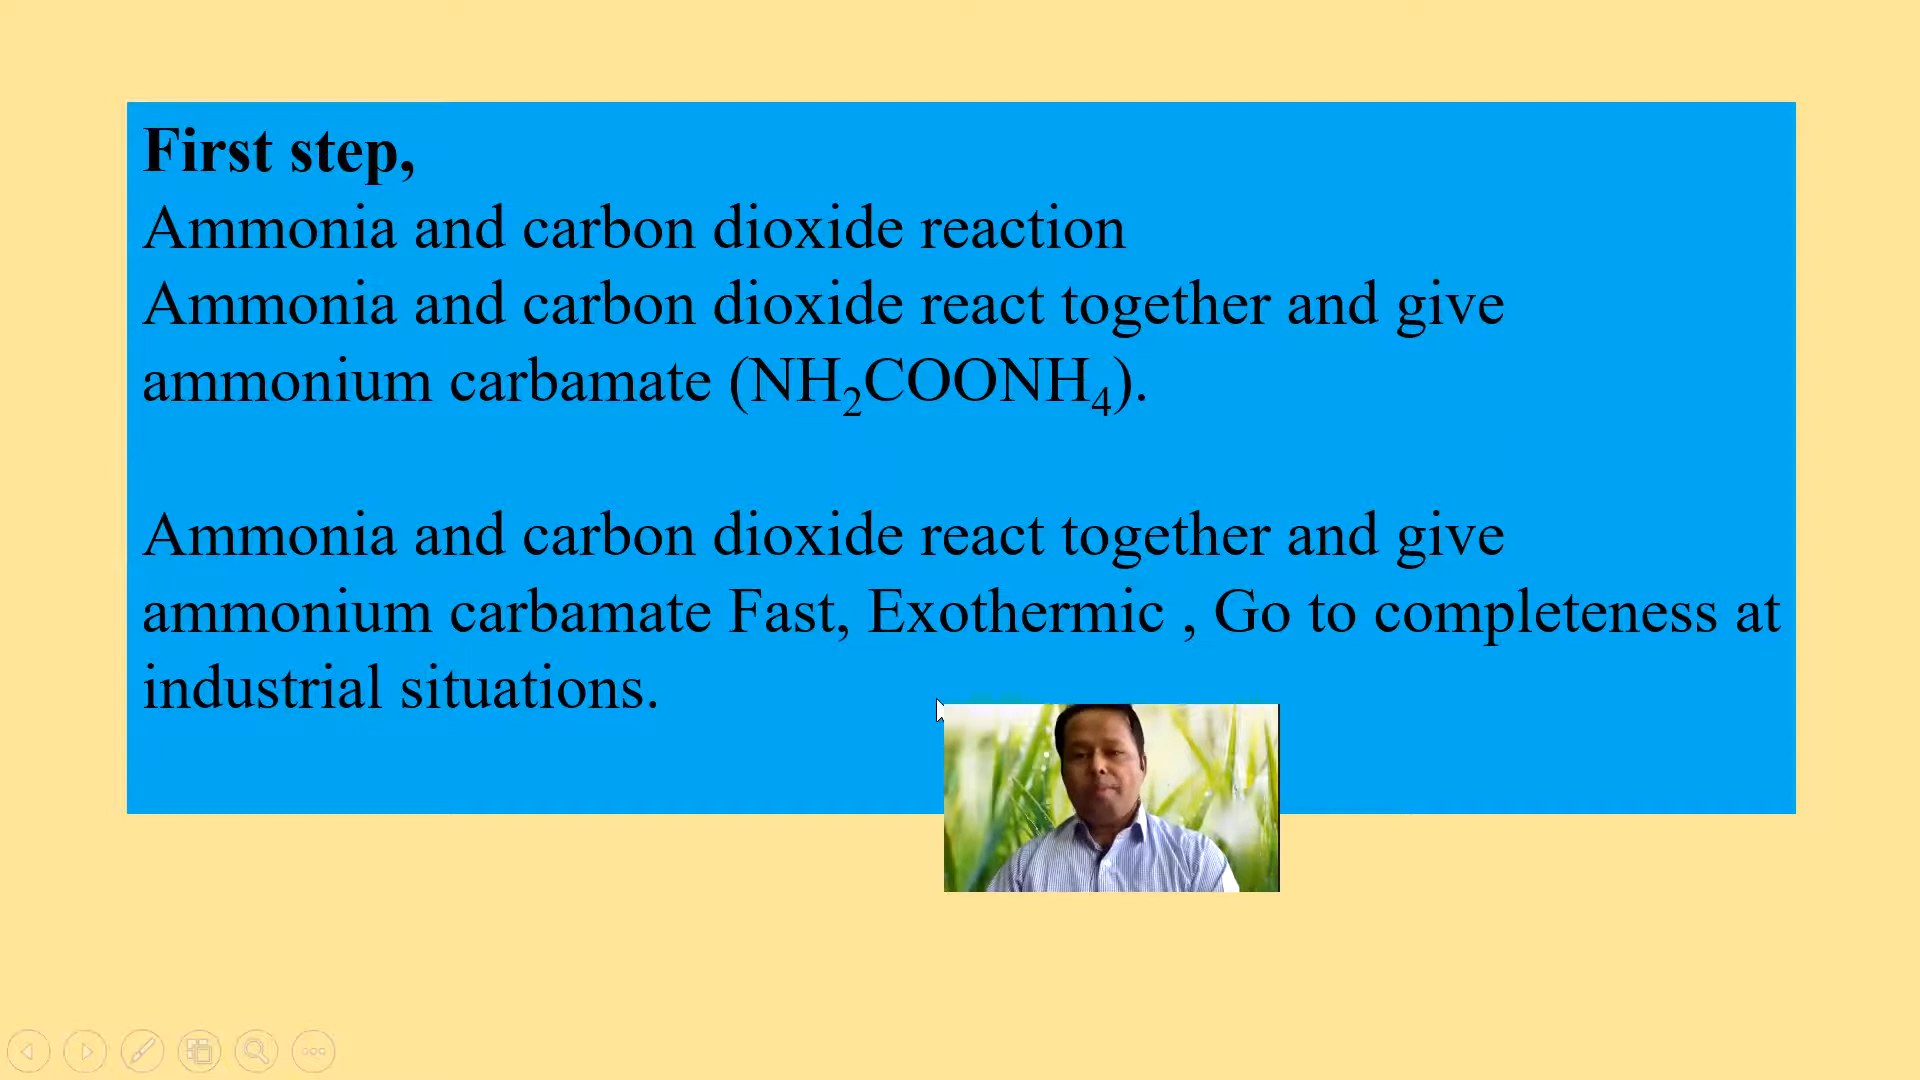 First step,
Ammonia and carbon dioxide reaction
Ammonia and carbon dioxide react together and give
ammonium carbamate (NH₂COONH₄).
Ammonia and carbon dioxide react together and give
ammonium carbamate Fast, Exothermic , Go to completeness at
industrial situations.